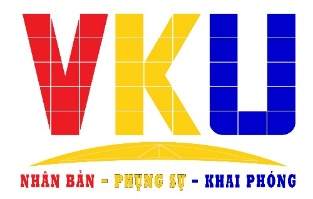 VKU
NHÂN BẢN – PHỤNG SỰ – KHAI PHÓNG